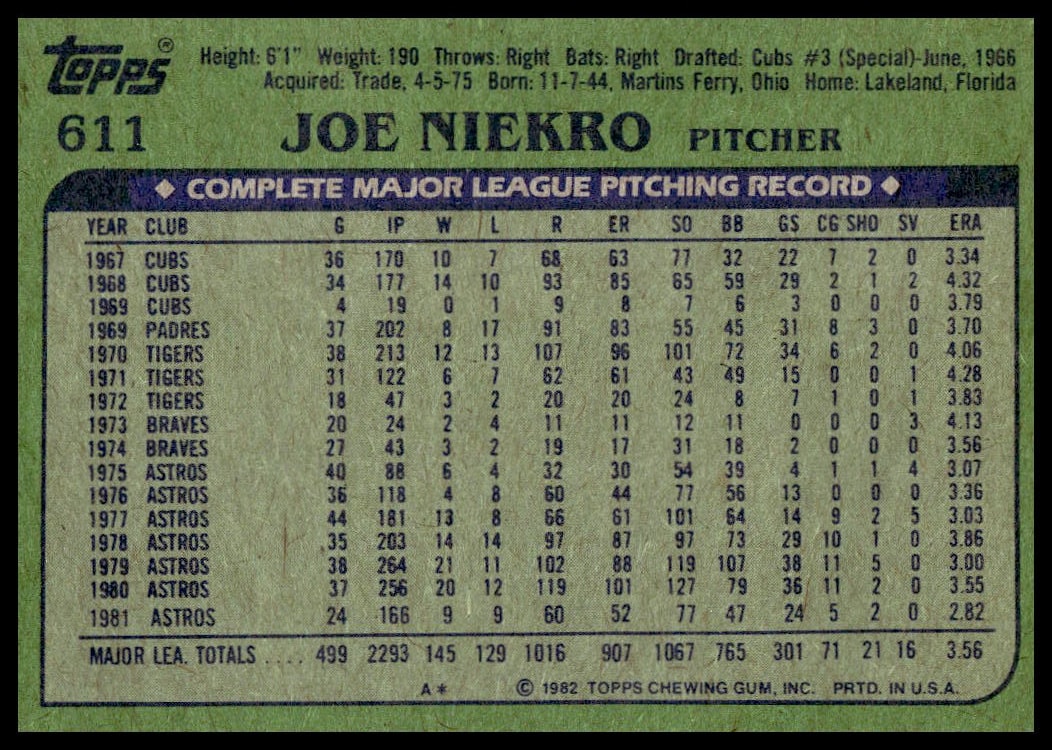 Topps® Height: 6'1" Weight: 190 Throws: Right Bats: Right Drafted: Cubs #3 (Special)-June, 1966
Acquired: Trade, 4-5-75 Born: 11-7-44, Martins Ferry, Ohio Home: Lakeland, Florida
611 JOE NIEKRO PITCHER
◆ COMPLETE MAJOR LEAGUE PITCHING RECORD ◆
YEAR CLUB G IP W L R ER SO BB GS CG SHO SV ERA
1967 CUBS 36 170 10 7 68 63 77 32 22 7 2 0 3.34
1968 CUBS 34 177 14 10 93 85 65 59 29 2 1 2 4.32
1969 CUBS 4 19 0 1 9 8 7 6 3 0 0 0 3.79
1969 PADRES 37 202 8 17 91 83 55 45 31 8 3 0 3.70
1970 TIGERS 38 213 12 13 107 96 101 72 34 6 2 0 4.06
1971 TIGERS 31 122 6 7 62 61 43 49 15 0 0 1 4.28
1972 TIGERS 18 47 3 2 20 20 24 8 7 1 0 1 3.83
1973 BRAVES 20 24 2 4 11 11 12 11 0 0 0 3 4.13
1974 BRAVES 27 43 3 2 19 17 31 18 2 0 0 0 3.56
1975 ASTROS 40 88 6 4 32 30 54 39 4 1 1 4 3.07
1976 ASTROS 36 118 4 8 60 44 77 56 13 0 0 0 3.36
1977 ASTROS 44 181 13 8 66 61 101 64 14 9 2 5 3.03
1978 ASTROS 35 203 14 14 97 87 97 73 29 10 1 0 3.86
1979 ASTROS 38 264 21 11 102 88 119 107 38 11 5 0 3.00
1980 ASTROS 37 256 20 12 119 101 127 79 36 11 2 0 3.55
1981 ASTROS 24 166 9 9 60 52 77 47 24 5 2 0 2.82
MAJOR LEA. TOTALS .... 499 2293 145 129 1016 907 1067 765 301 71 21 16 3.56
A* © 1982 TOPPS CHEWING GUM, INC. PRTD. IN U.S.A.